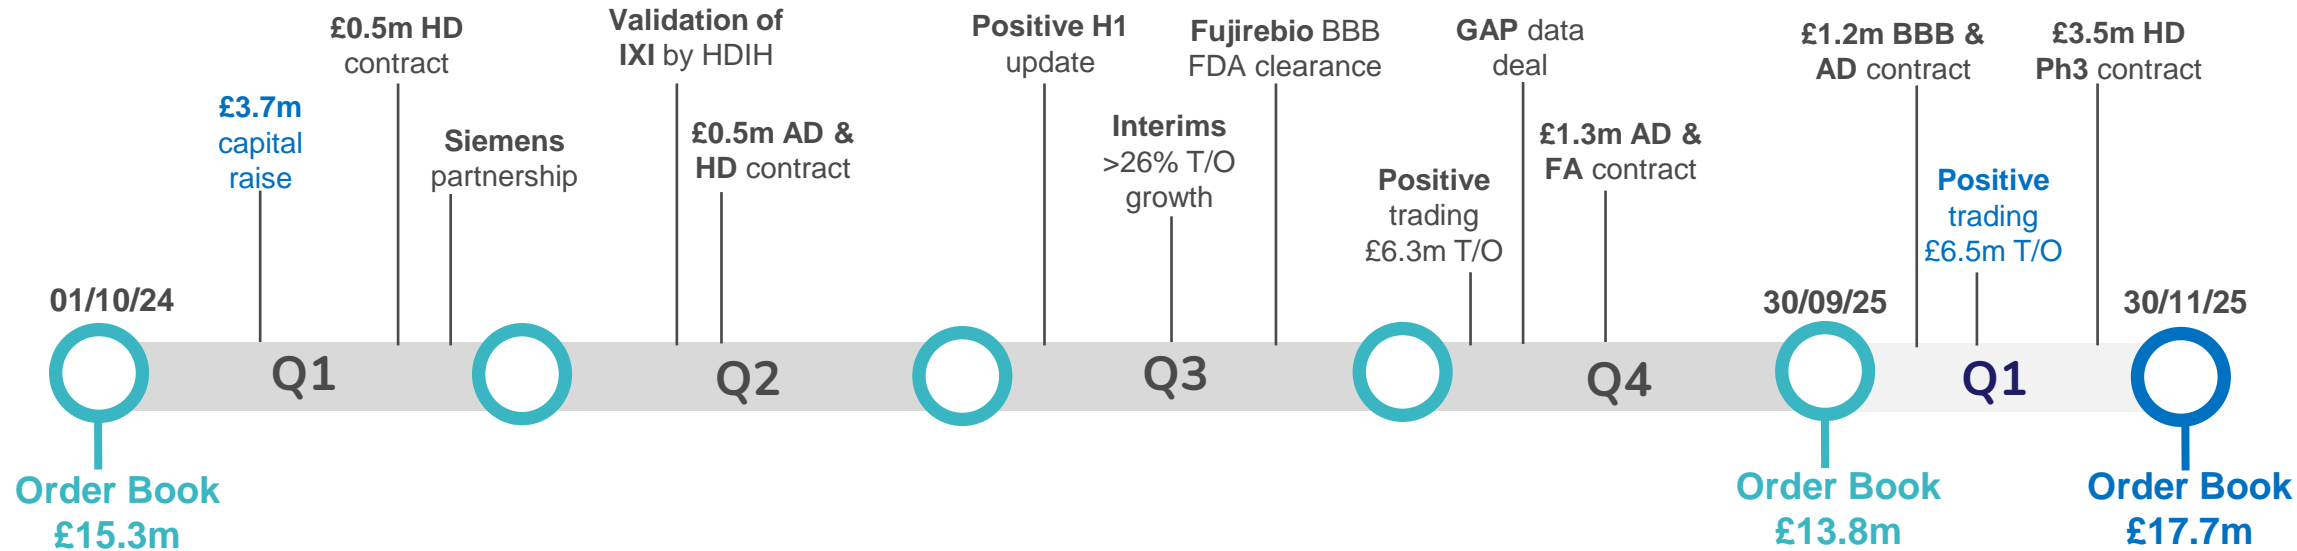 £0.5m HD
contract
£3.7m
capital
raise
Siemens
partnership
Validation of
IXI by HDIH
£0.5m AD &
HD contract
Positive H1
update
Interims
>26% T/O
growth
Fujirebio BBB
FDA clearance
Positive
trading
£6.3m T/O
GAP data
deal
£1.3m AD &
FA contract
£1.2m BBB &
AD contract
Positive
trading
£6.5m T/O
£3.5m HD
Ph3 contract
01/10/24
30/09/25
30/11/25
Q1
Q2
Q3
Q4
Q1
Order Book
£15.3m
Order Book
£13.8m
Order Book
£17.7m